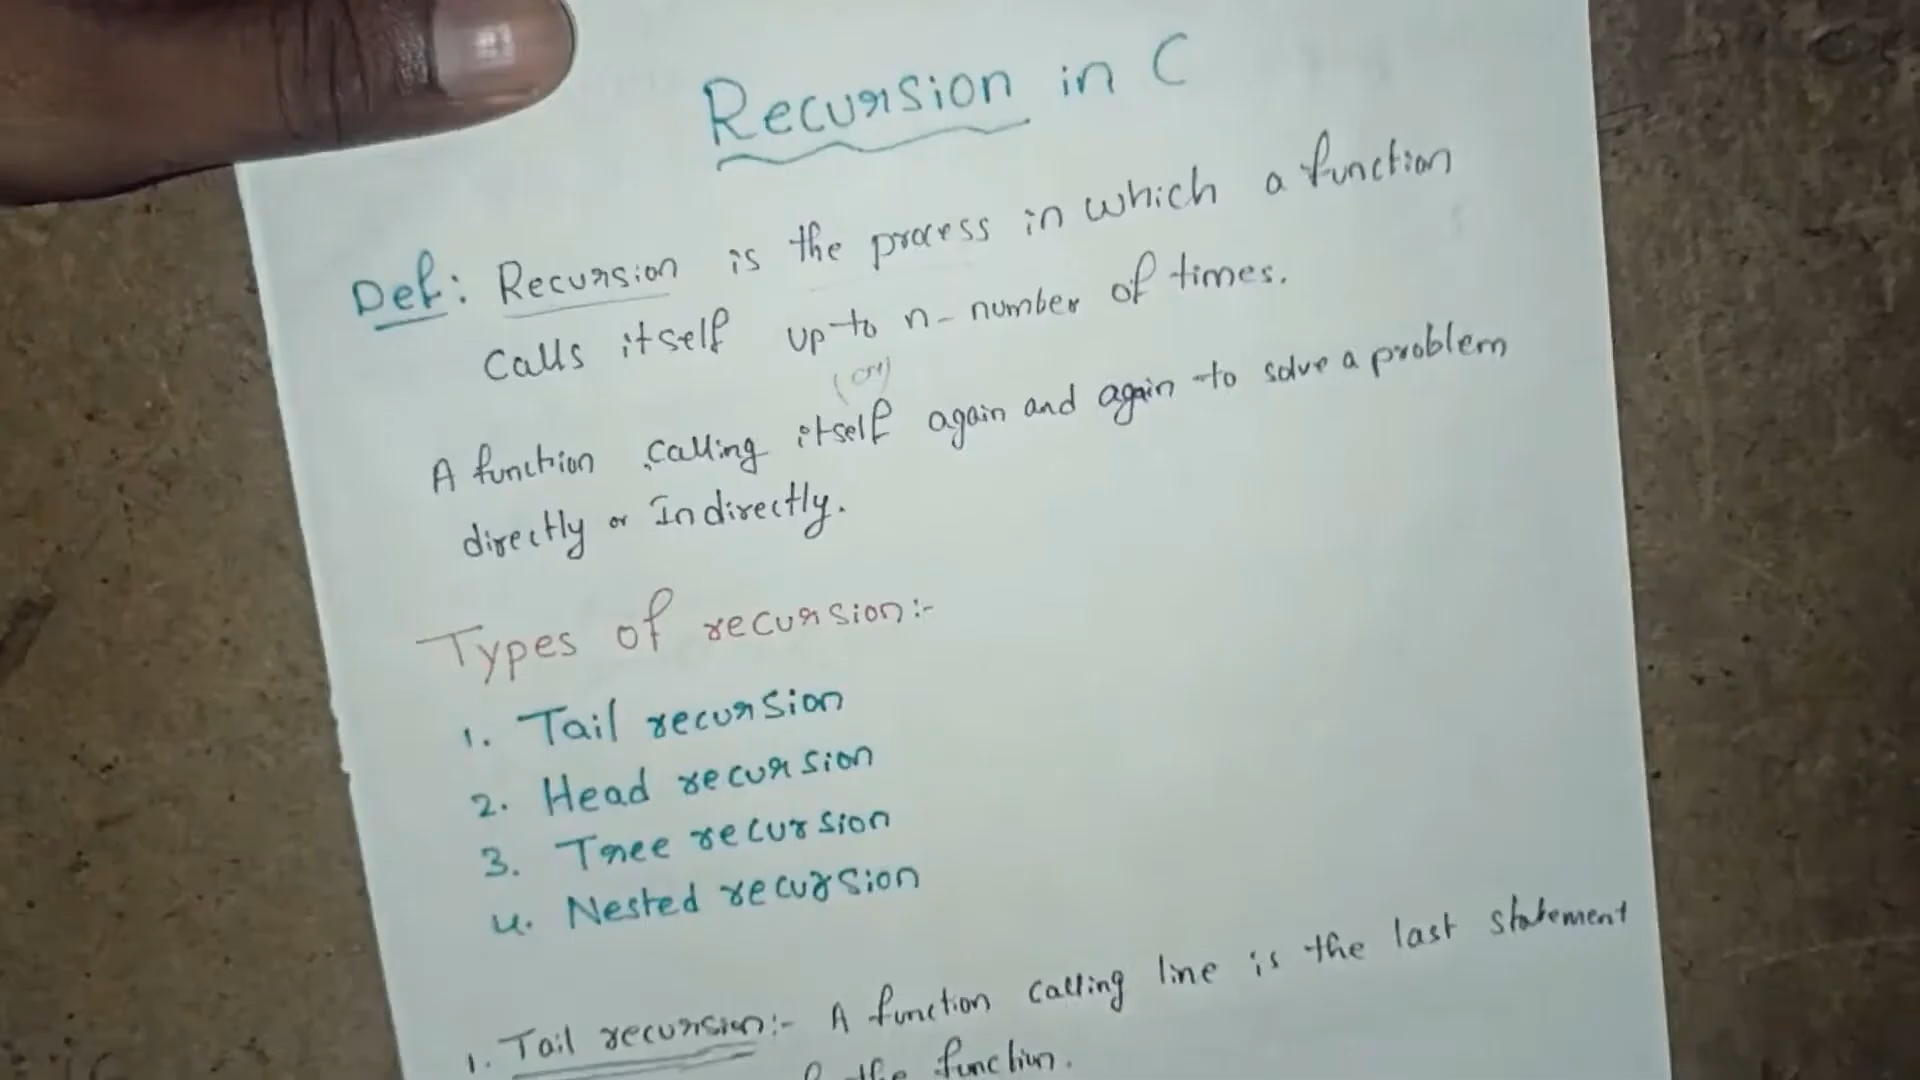 Recursion in C
Def: Recursion is the process in which a function
calls itself upto n- number of times.
(or)
A function calling itself again and again to solve a problem
directly or Indirectly.
Types of recursion:-
1. Tail recursion
2. Head recursion
3. Tree recursion
4. Nested recursion
1. Tail recursion:- A function calling line is the last statement
the function.